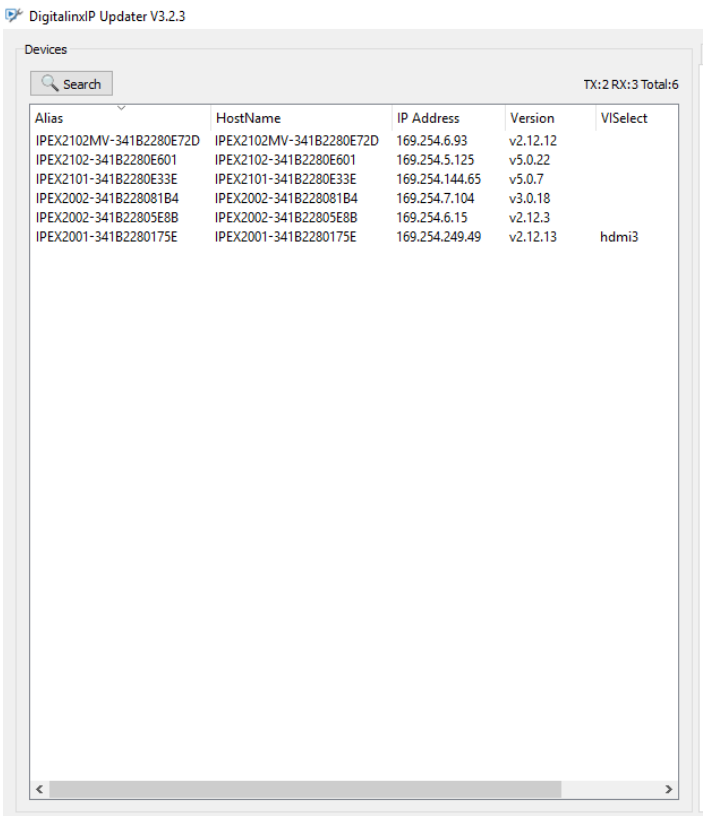 DigitalinxIP Updater V3.2.3
Devices
Search TX:2 RX:3 Total:6
Alias HostName IP Address Version VISelect
IPEX2102MV-341B2280E72D IPEX2102MV-341B2280E72D 169.254.6.93 v2.12.12
IPEX2102-341B2280E601 IPEX2102-341B2280E601 169.254.5.125 v5.0.22
IPEX2101-341B2280E33E IPEX2101-341B2280E33E 169.254.144.65 v5.0.7
IPEX2002-341B228081B4 IPEX2002-341B228081B4 169.254.7.104 v3.0.18
IPEX2002-341B22805E8B IPEX2002-341B22805E8B 169.254.6.15 v2.12.3
IPEX2001-341B2280175E IPEX2001-341B2280175E 169.254.249.49 v2.12.13 hdmi3